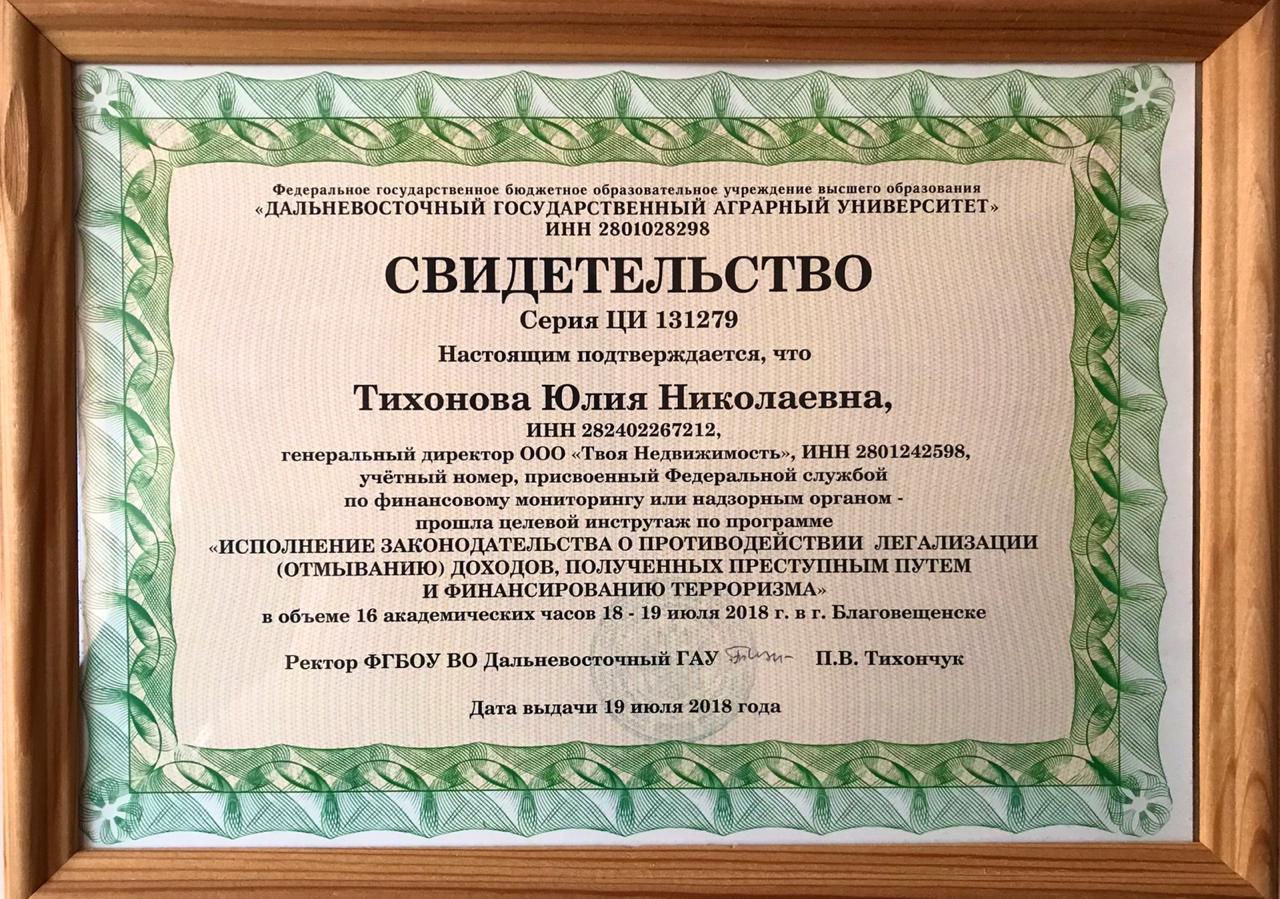 Федеральное государственное бюджетное образовательное учреждение высшего образования
«ДАЛЬНЕВОСТОЧНЫЙ ГОСУДАРСТВЕННЫЙ АГРАРНЫЙ УНИВЕРСИТЕТ»
ИНН 2801028298
СВИДЕТЕЛЬСТВО
Серия ЦИ 131279
Настоящим подтверждается, что
Тихонова Юлия Николаевна,
ИНН 282402267212,
генеральный директор ООО «Твоя Недвижимость», ИНН 2801242598,
учётный номер, присвоенный Федеральной службой
по финансовому мониторингу или надзорным органом -
прошла целевой инструтаж по программе
«ИСПОЛНЕНИЕ ЗАКОНОДАТЕЛЬСТВА О ПРОТИВОДЕЙСТВИИ ЛЕГАЛИЗАЦИИ
(ОТМЫВАНИЮ) ДОХОДОВ, ПОЛУЧЕННЫХ ПРЕСТУПНЫМ ПУТЕМ
И ФИНАНСИРОВАНИЮ ТЕРРОРИЗМА»
в объеме 16 академических часов 18 - 19 июля 2018 г. в г. Благовещенске
Ректор ФГБОУ ВО Дальневосточный ГАУ П.В. Тихончук
Дата выдачи 19 июля 2018 года